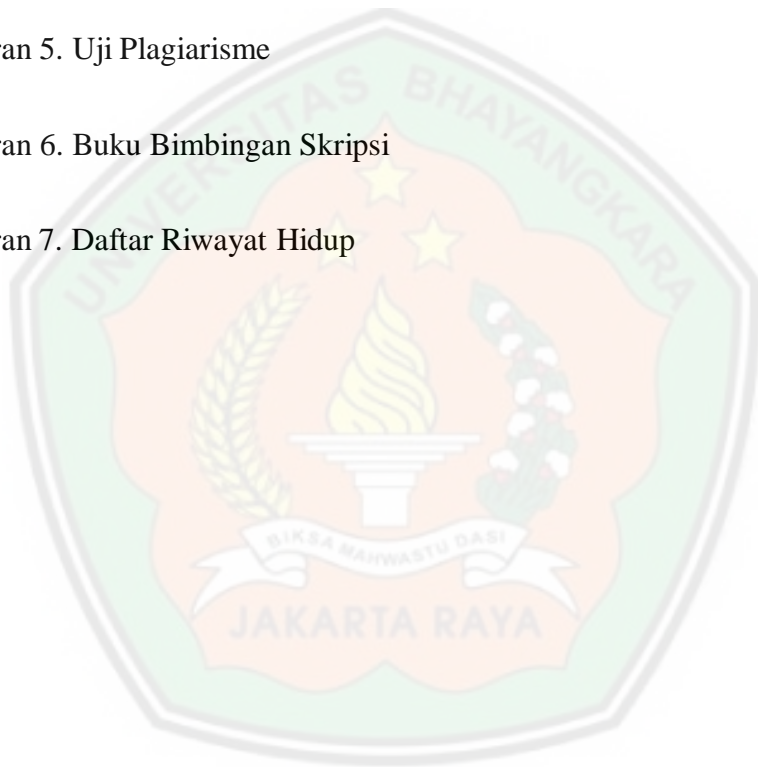 ran 5. Uji Plagiarisme
ran 6. Buku Bimbingan Skripsi
ran 7. Daftar Riwayat Hidup
UNIVERSITAS BHAYANGKARA
BIKSA MAHWASTU DASI
JAKARTA RAYA